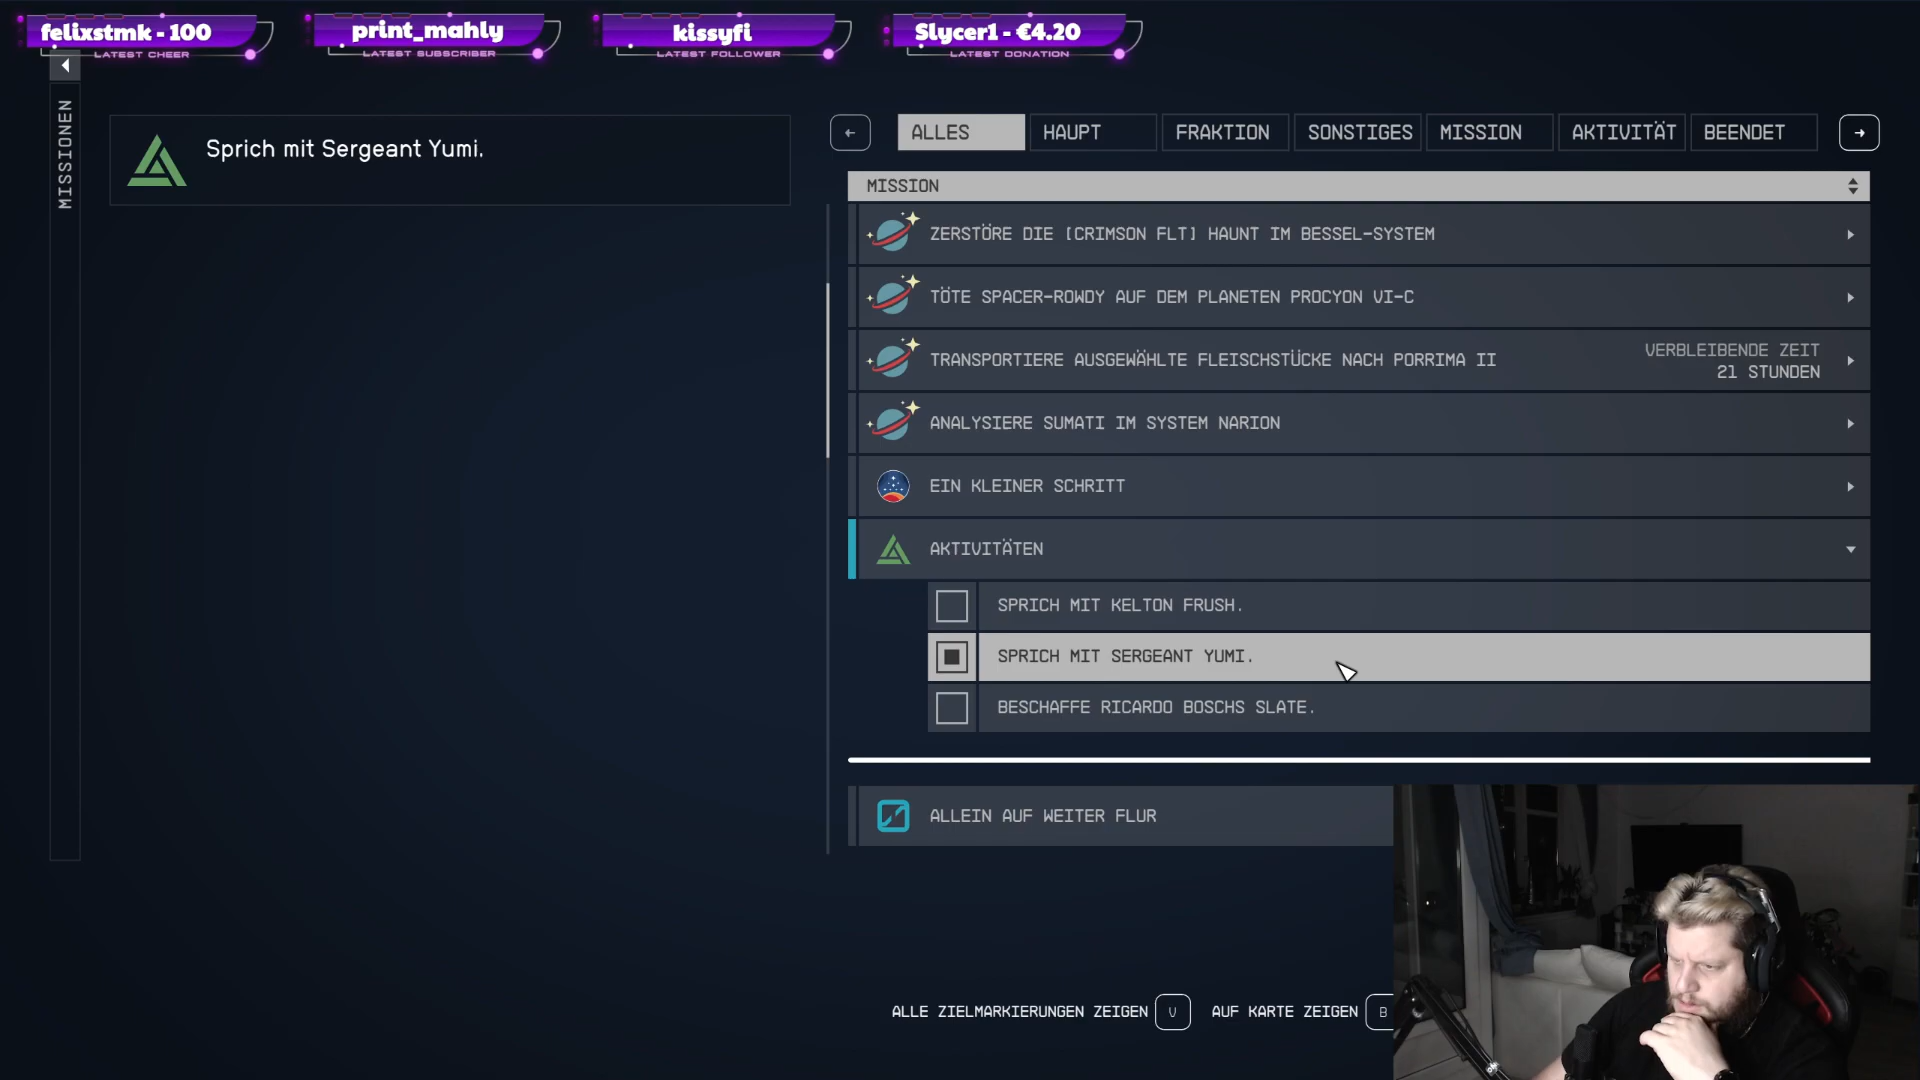 felixstmk - 100
LATEST CHEER
print_mahly
LATEST SUBSCRIBER
kissyfi
LATEST FOLLOWER
Slycer1 - €4.20
LATEST DONATION
MISSIONEN
Sprich mit Sergeant Yumi.
ALLES
HAUPT
FRAKTION
SONSTIGES
MISSION
AKTIVITÄT
BEENDET
MISSION
ZERSTÖRE DIE [CRIMSON FLT] HAUNT IM BESSEL-SYSTEM
TÖTE SPACER-ROWDY AUF DEM PLANETEN PROCYON VI-C
TRANSPORTIERE AUSGEWÄHLTE FLEISCHSTÜCKE NACH PORRIMA II
VERBLEIBENDE ZEIT
21 STUNDEN
ANALYSIERE SUMATI IM SYSTEM NARION
EIN KLEINER SCHRITT
AKTIVITÄTEN
SPRICH MIT KELTON FRUSH.
SPRICH MIT SERGEANT YUMI.
BESCHAFFE RICARDO BOSCHS SLATE.
ALLEIN AUF WEITER FLUR
ALLE ZIELMARKIERUNGEN ZEIGEN V AUF KARTE ZEIGEN B